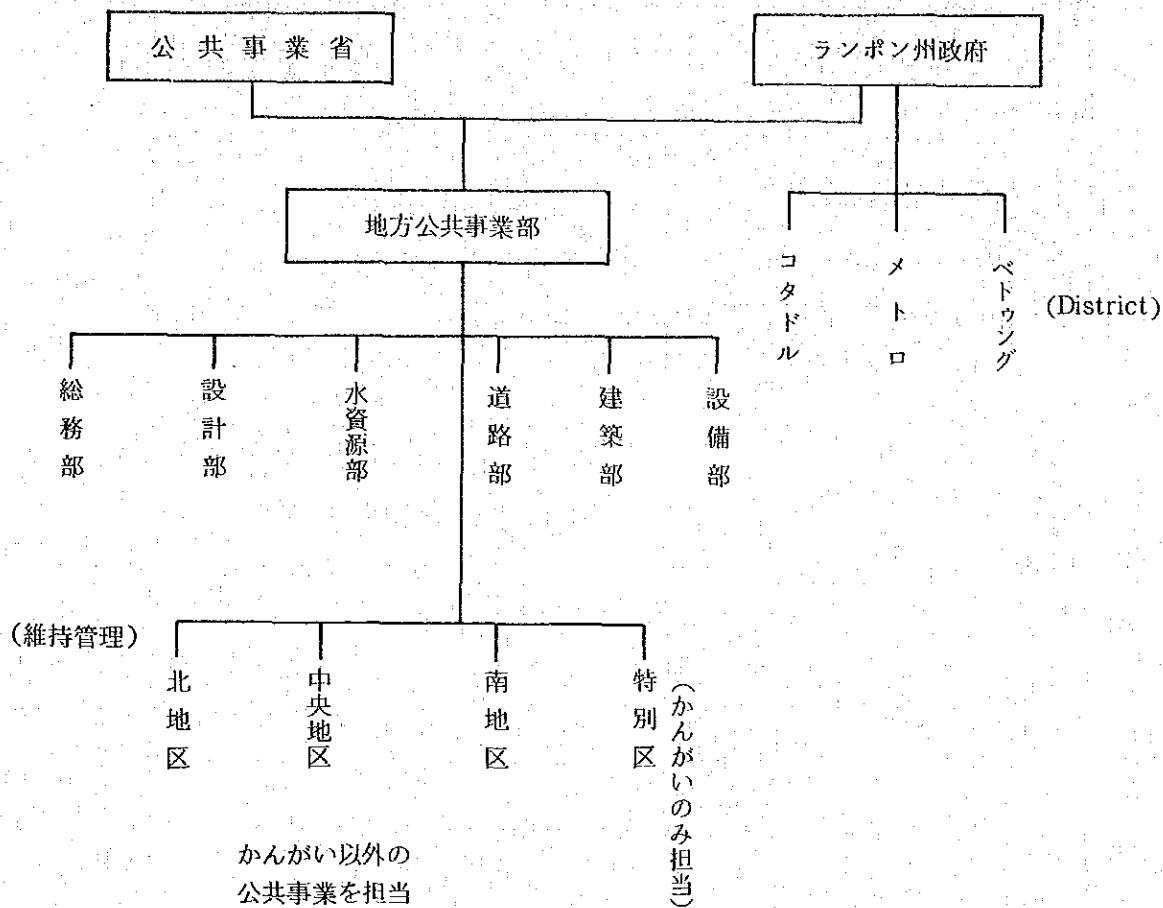 公共事業省
ランポン州政府
地方公共事業部
コタドル
メトロ
ベドゥング
(District)
総務部
設計部
水資源部
道路部
建築部
設備部
(維持管理)
北地区
中央地区
南地区
特別区
(かんがいのみ担当)
かんがい以外の
公共事業を担当